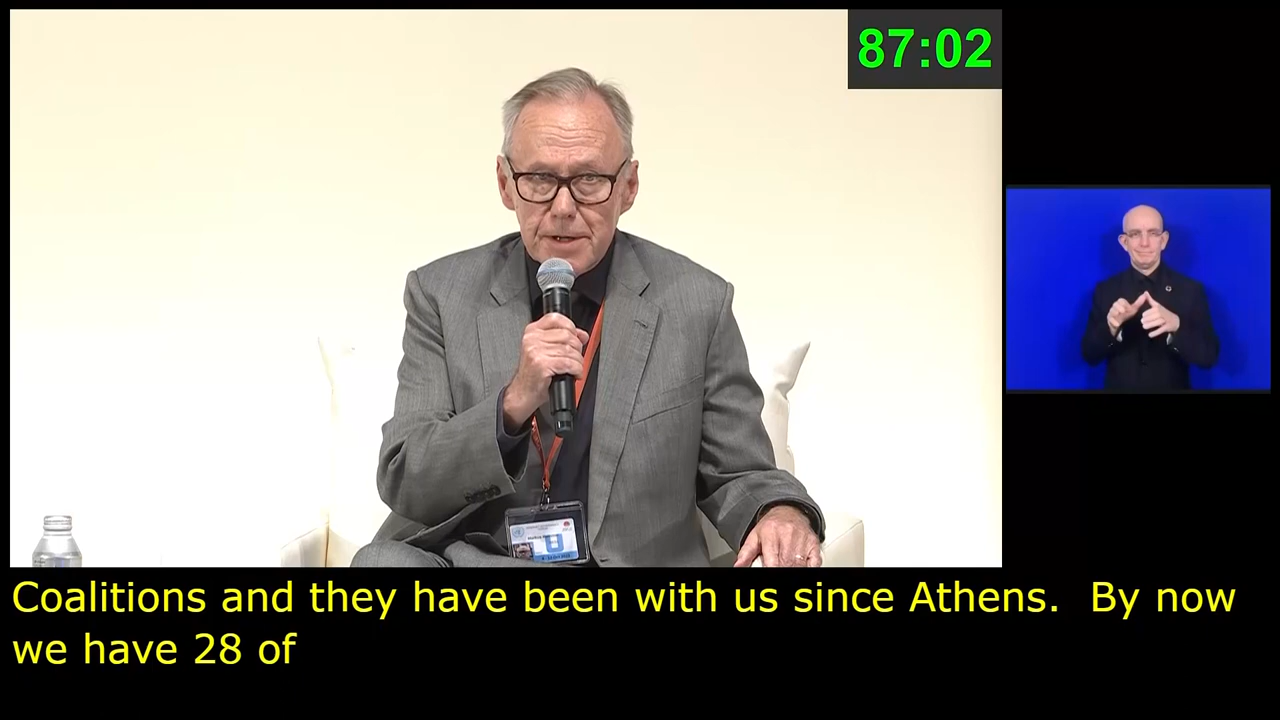 87:02
Coalitions and they have been with us since Athens.  By now
we have 28 of